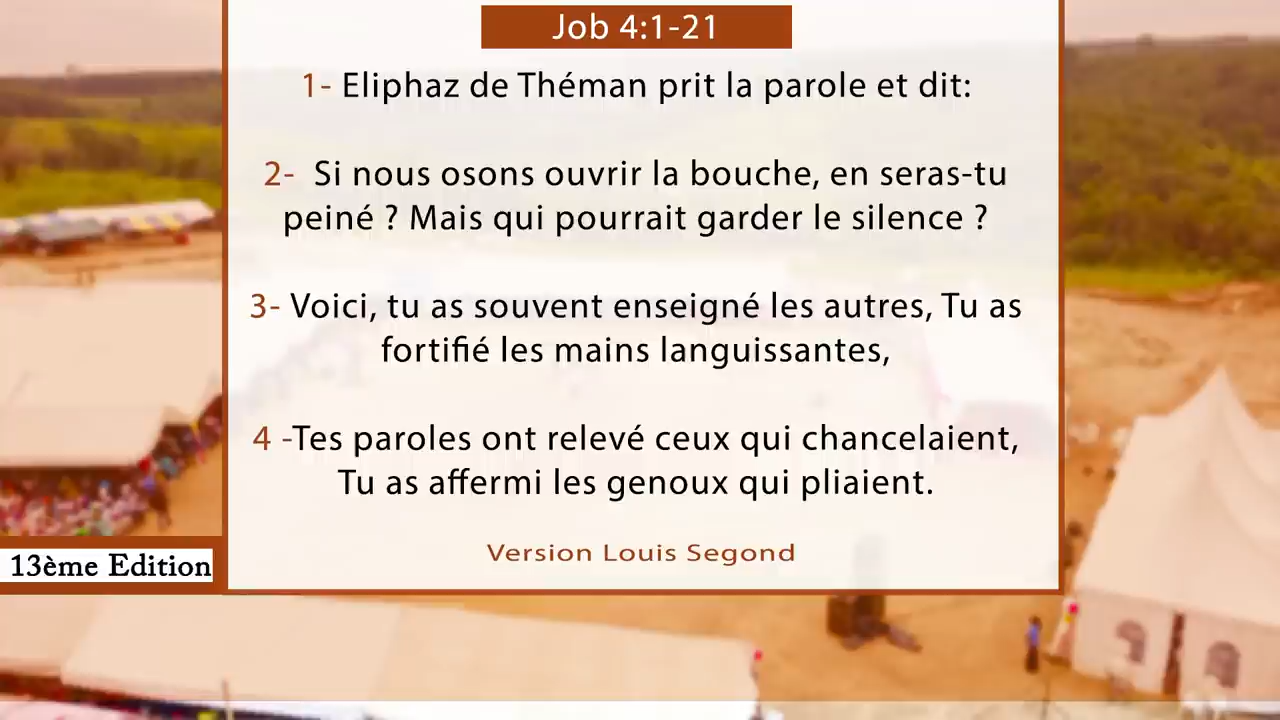 Job 4:1-21
1- Eliphaz de Théman prit la parole et dit:
2- Si nous osons ouvrir la bouche, en seras-tu
peiné ? Mais qui pourrait garder le silence ?
3- Voici, tu as souvent enseigné les autres, Tu as
fortifié les mains languissantes,
4 -Tes paroles ont relevé ceux qui chancelaient,
Tu as affermi les genoux qui pliaient.
Version Louis Segond
13ème Edition